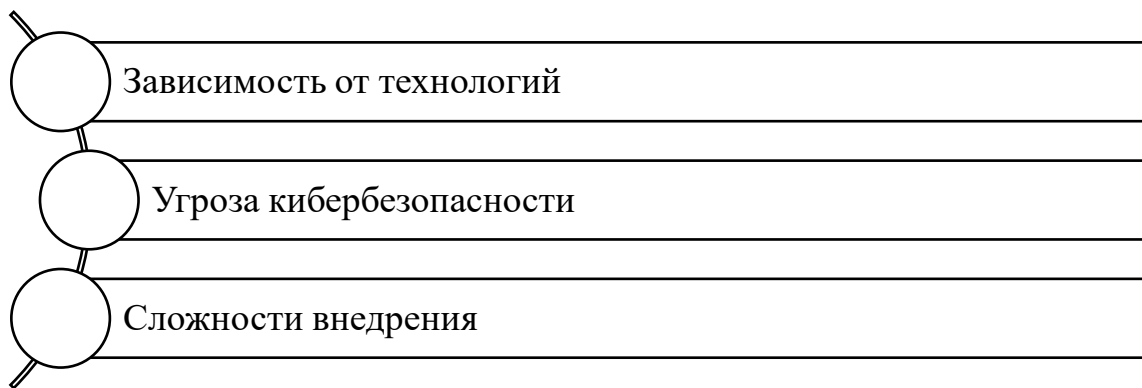 Зависимость от технологий
Угроза кибербезопасности
Сложности внедрения